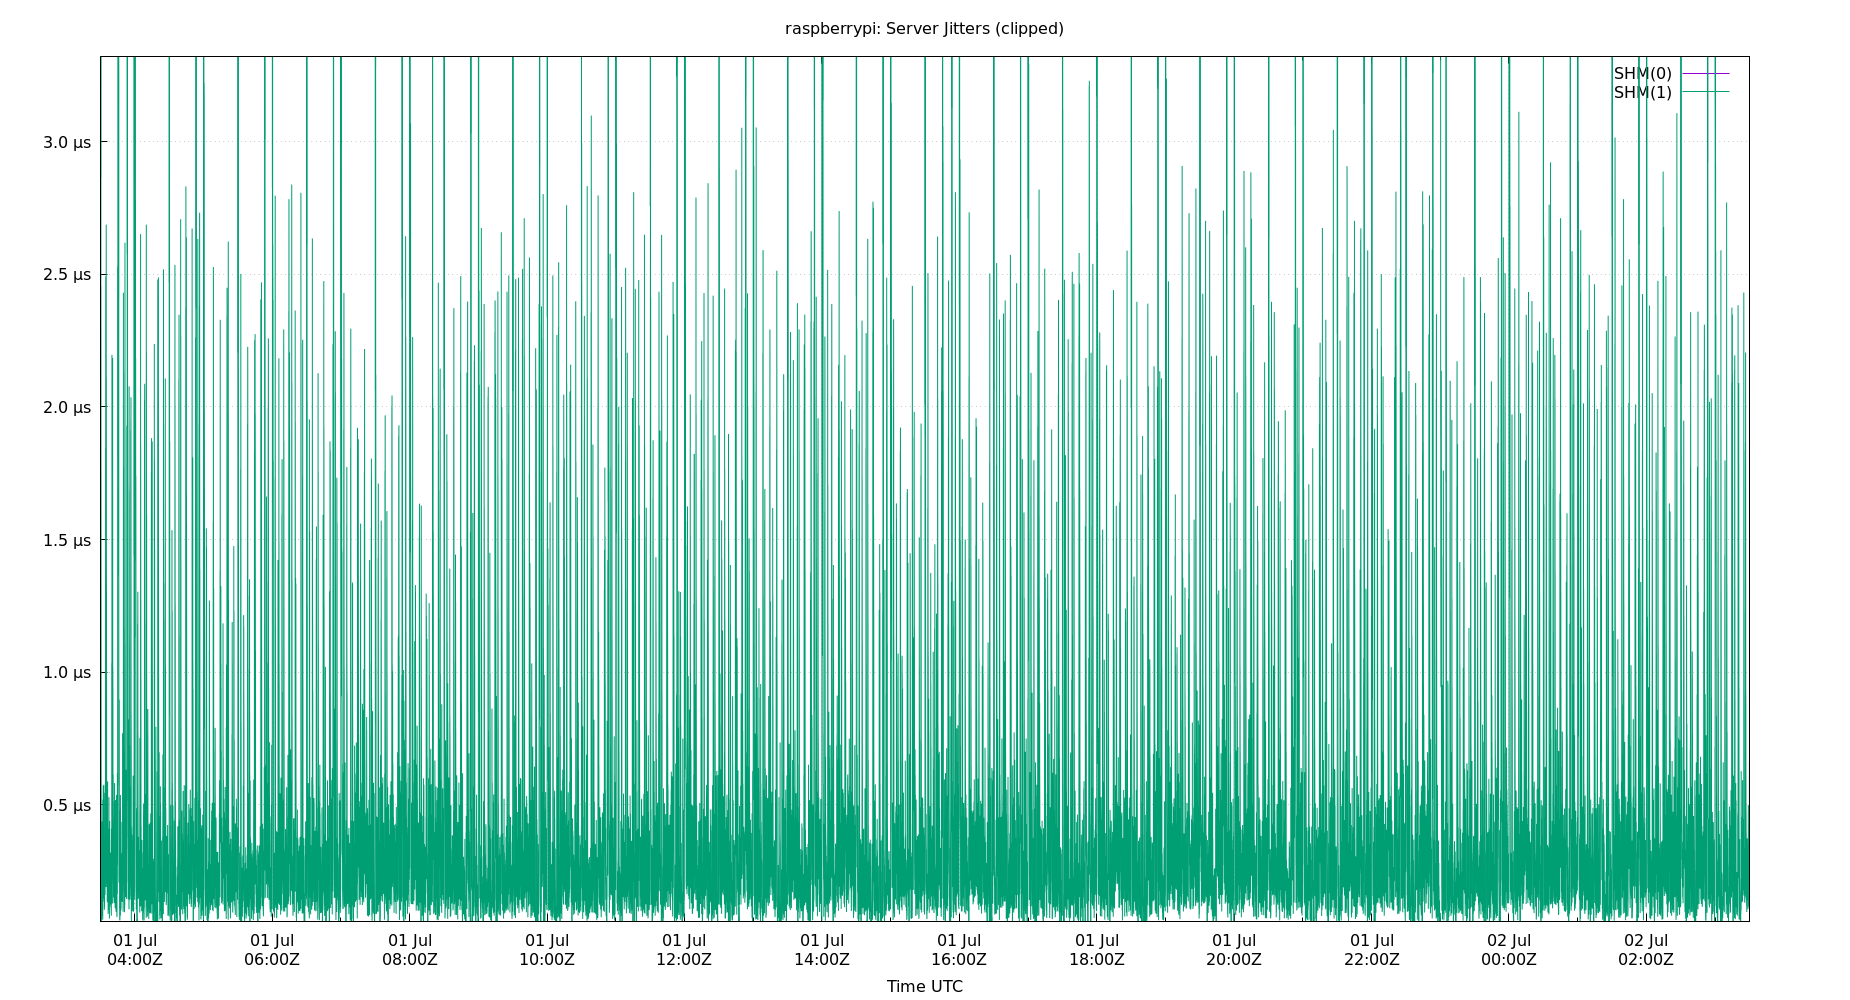 raspberrypi: Server Jitters (clipped)
SHM(0)
SHM(1)
3.0 µs
2.5 µs
2.0 µs
1.5 µs
1.0 µs
0.5 µs
01 Jul 01 Jul 01 Jul 01 Jul 01 Jul 01 Jul 01 Jul 01 Jul 01 Jul 01 Jul 02 Jul 02 Jul
04:00Z 06:00Z 08:00Z 10:00Z 12:00Z 14:00Z 16:00Z 18:00Z 20:00Z 22:00Z 00:00Z 02:00Z
Time UTC